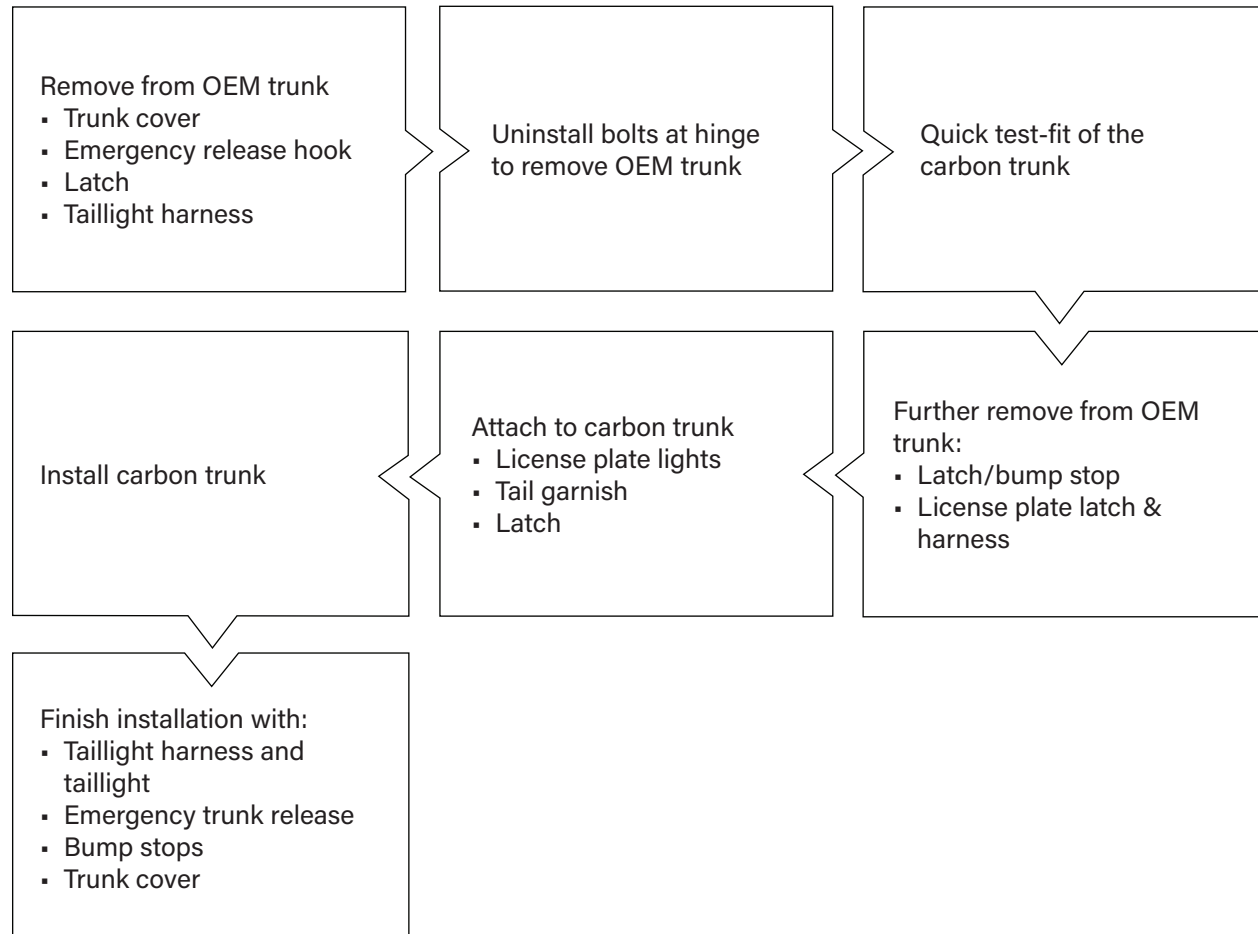 Remove from OEM trunk
▪ Trunk cover
▪ Emergency release hook
▪ Latch
▪ Taillight harness
Uninstall bolts at hinge
to remove OEM trunk
Quick test-fit of the
carbon trunk
Further remove from OEM
trunk:
▪ Latch/bump stop
▪ License plate latch &
harness
Attach to carbon trunk
▪ License plate lights
▪ Tail garnish
▪ Latch
Install carbon trunk
Finish installation with:
▪ Taillight harness and
taillight
▪ Emergency trunk release
▪ Bump stops
▪ Trunk cover